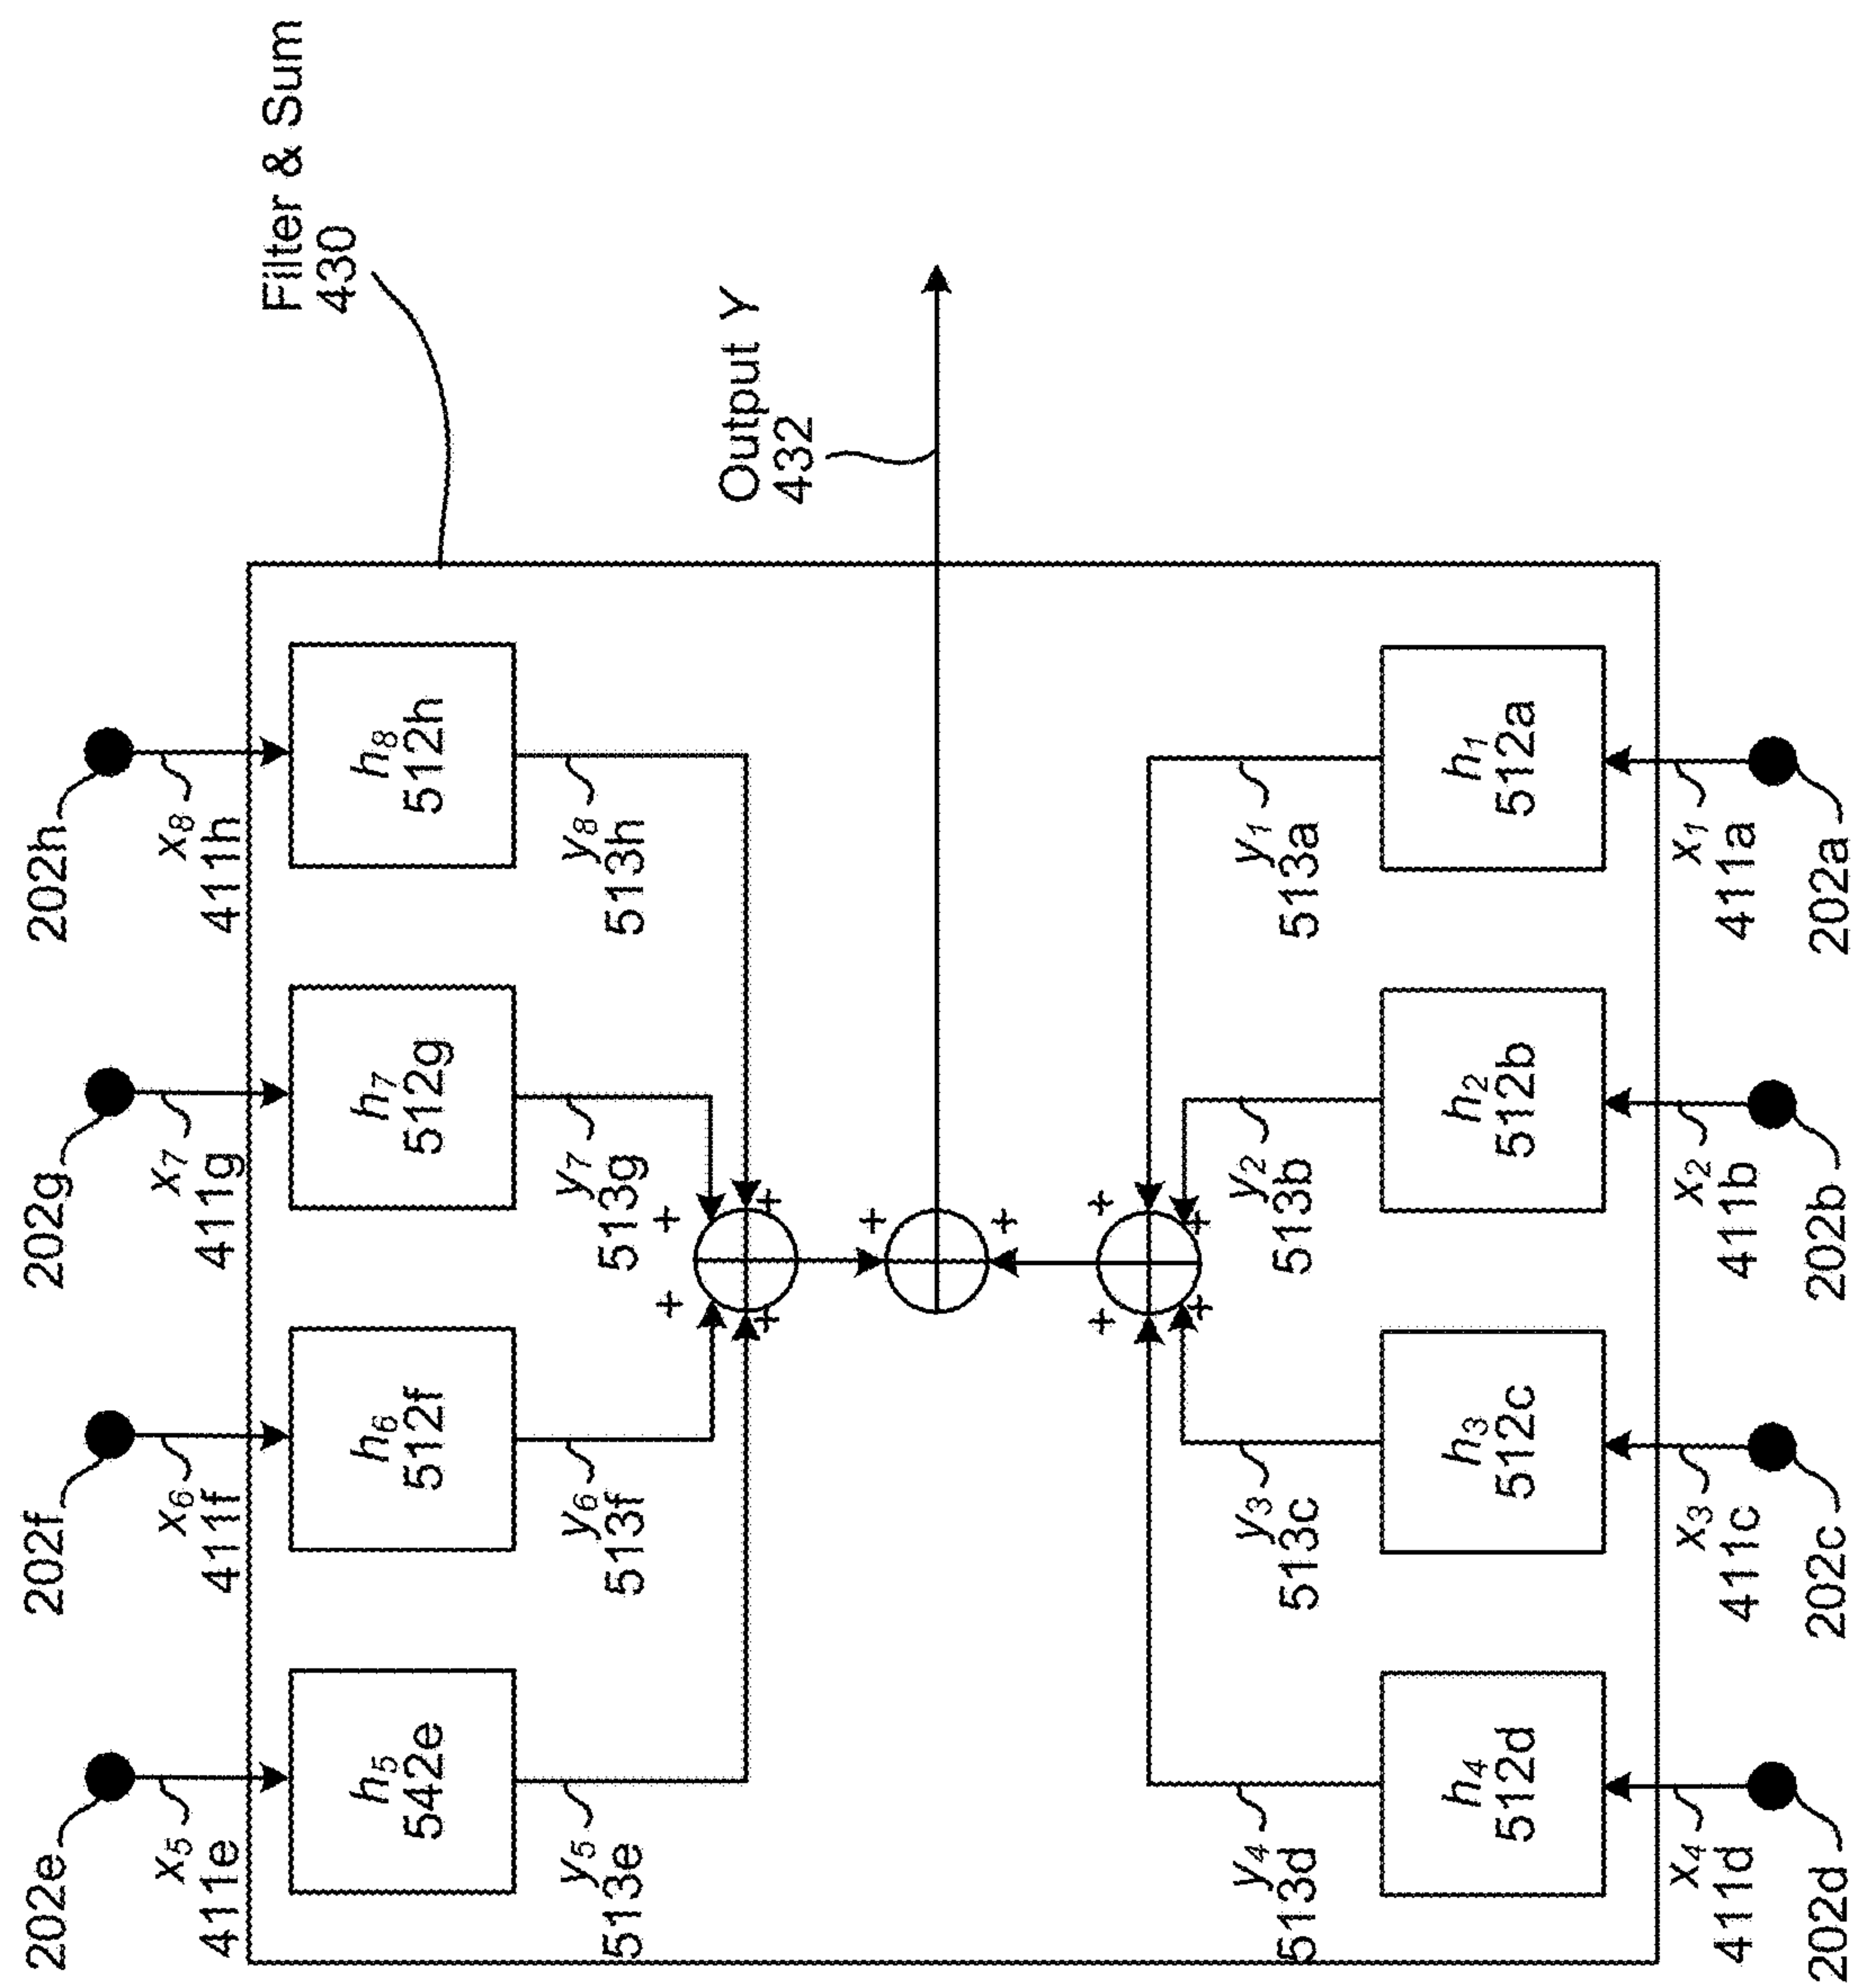 202e
202f
202g
202h
x5
411e
x6
411f
x7
411g
x8
411h
Filter & Sum
430
h5
542e
h6
512f
h7
512g
h8
512h
y5
513e
y6
513f
y7
513g
y8
513h
+
+
+
+
Output Y
432
+
+
+
+
+
+
y4
513d
y3
513c
y2
513b
y1
513a
h4
512d
h3
512c
h2
512b
h1
512a
x4
411d
x3
411c
x2
411b
x1
411a
202d
202c
202b
202a